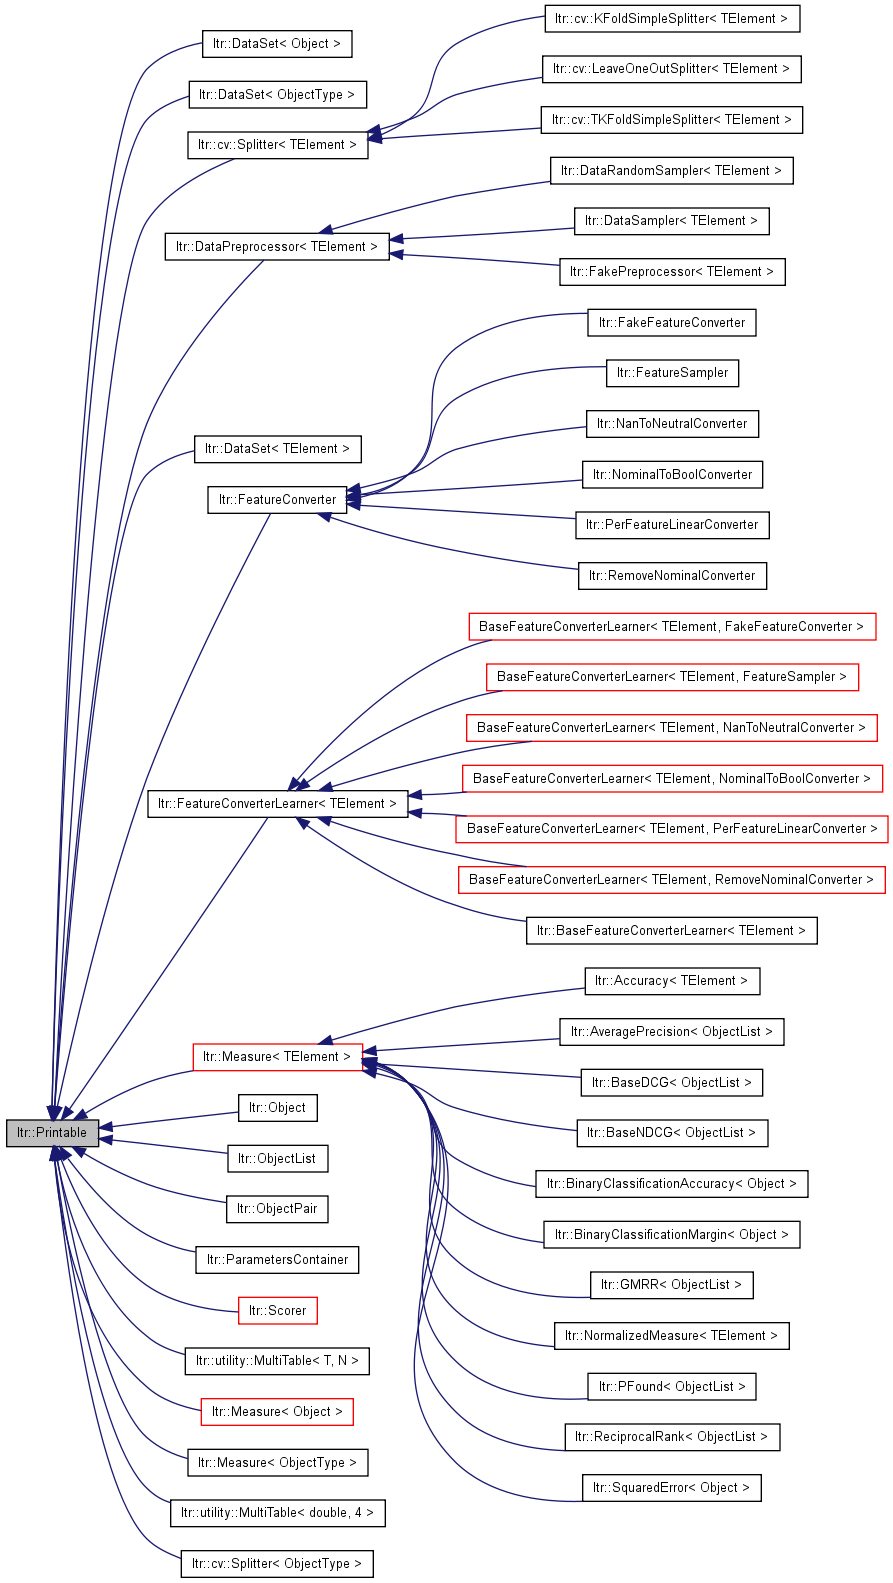 ltr::cv::KFoldSimpleSplitter< TElement >
ltr::DataSet< Object >
ltr::cv::LeaveOneOutSplitter< TElement >
ltr::DataSet< ObjectType >
ltr::cv::TKFoldSimpleSplitter< TElement >
ltr::cv::Splitter< TElement >
ltr::DataRandomSampler< TElement >
ltr::DataSampler< TElement >
ltr::DataPreprocessor< TElement >
ltr::FakePreprocessor< TElement >
ltr::FakeFeatureConverter
ltr::FeatureSampler
ltr::NanToNeutralConverter
ltr::DataSet< TElement >
ltr::NominalToBoolConverter
ltr::FeatureConverter
ltr::PerFeatureLinearConverter
ltr::RemoveNominalConverter
BaseFeatureConverterLearner< TElement, FakeFeatureConverter >
BaseFeatureConverterLearner< TElement, FeatureSampler >
BaseFeatureConverterLearner< TElement, NanToNeutralConverter >
BaseFeatureConverterLearner< TElement, NominalToBoolConverter >
ltr::FeatureConverterLearner< TElement >
BaseFeatureConverterLearner< TElement, PerFeatureLinearConverter >
BaseFeatureConverterLearner< TElement, RemoveNominalConverter >
ltr::BaseFeatureConverterLearner< TElement >
ltr::Accuracy< TElement >
ltr::AveragePrecision< ObjectList >
ltr::Measure< TElement >
ltr::BaseDCG< ObjectList >
ltr::Object
ltr::Printable
ltr::BaseNDCG< ObjectList >
ltr::ObjectList
ltr::BinaryClassificationAccuracy< Object >
ltr::ObjectPair
ltr::BinaryClassificationMargin< Object >
ltr::ParametersContainer
ltr::GMRR< ObjectList >
ltr::Scorer
ltr::NormalizedMeasure< TElement >
ltr::utility::MultiTable< T, N >
ltr::PFound< ObjectList >
ltr::Measure< Object >
ltr::ReciprocalRank< ObjectList >
ltr::Measure< ObjectType >
ltr::SquaredError< Object >
ltr::utility::MultiTable< double, 4 >
ltr::cv::Splitter< ObjectType >